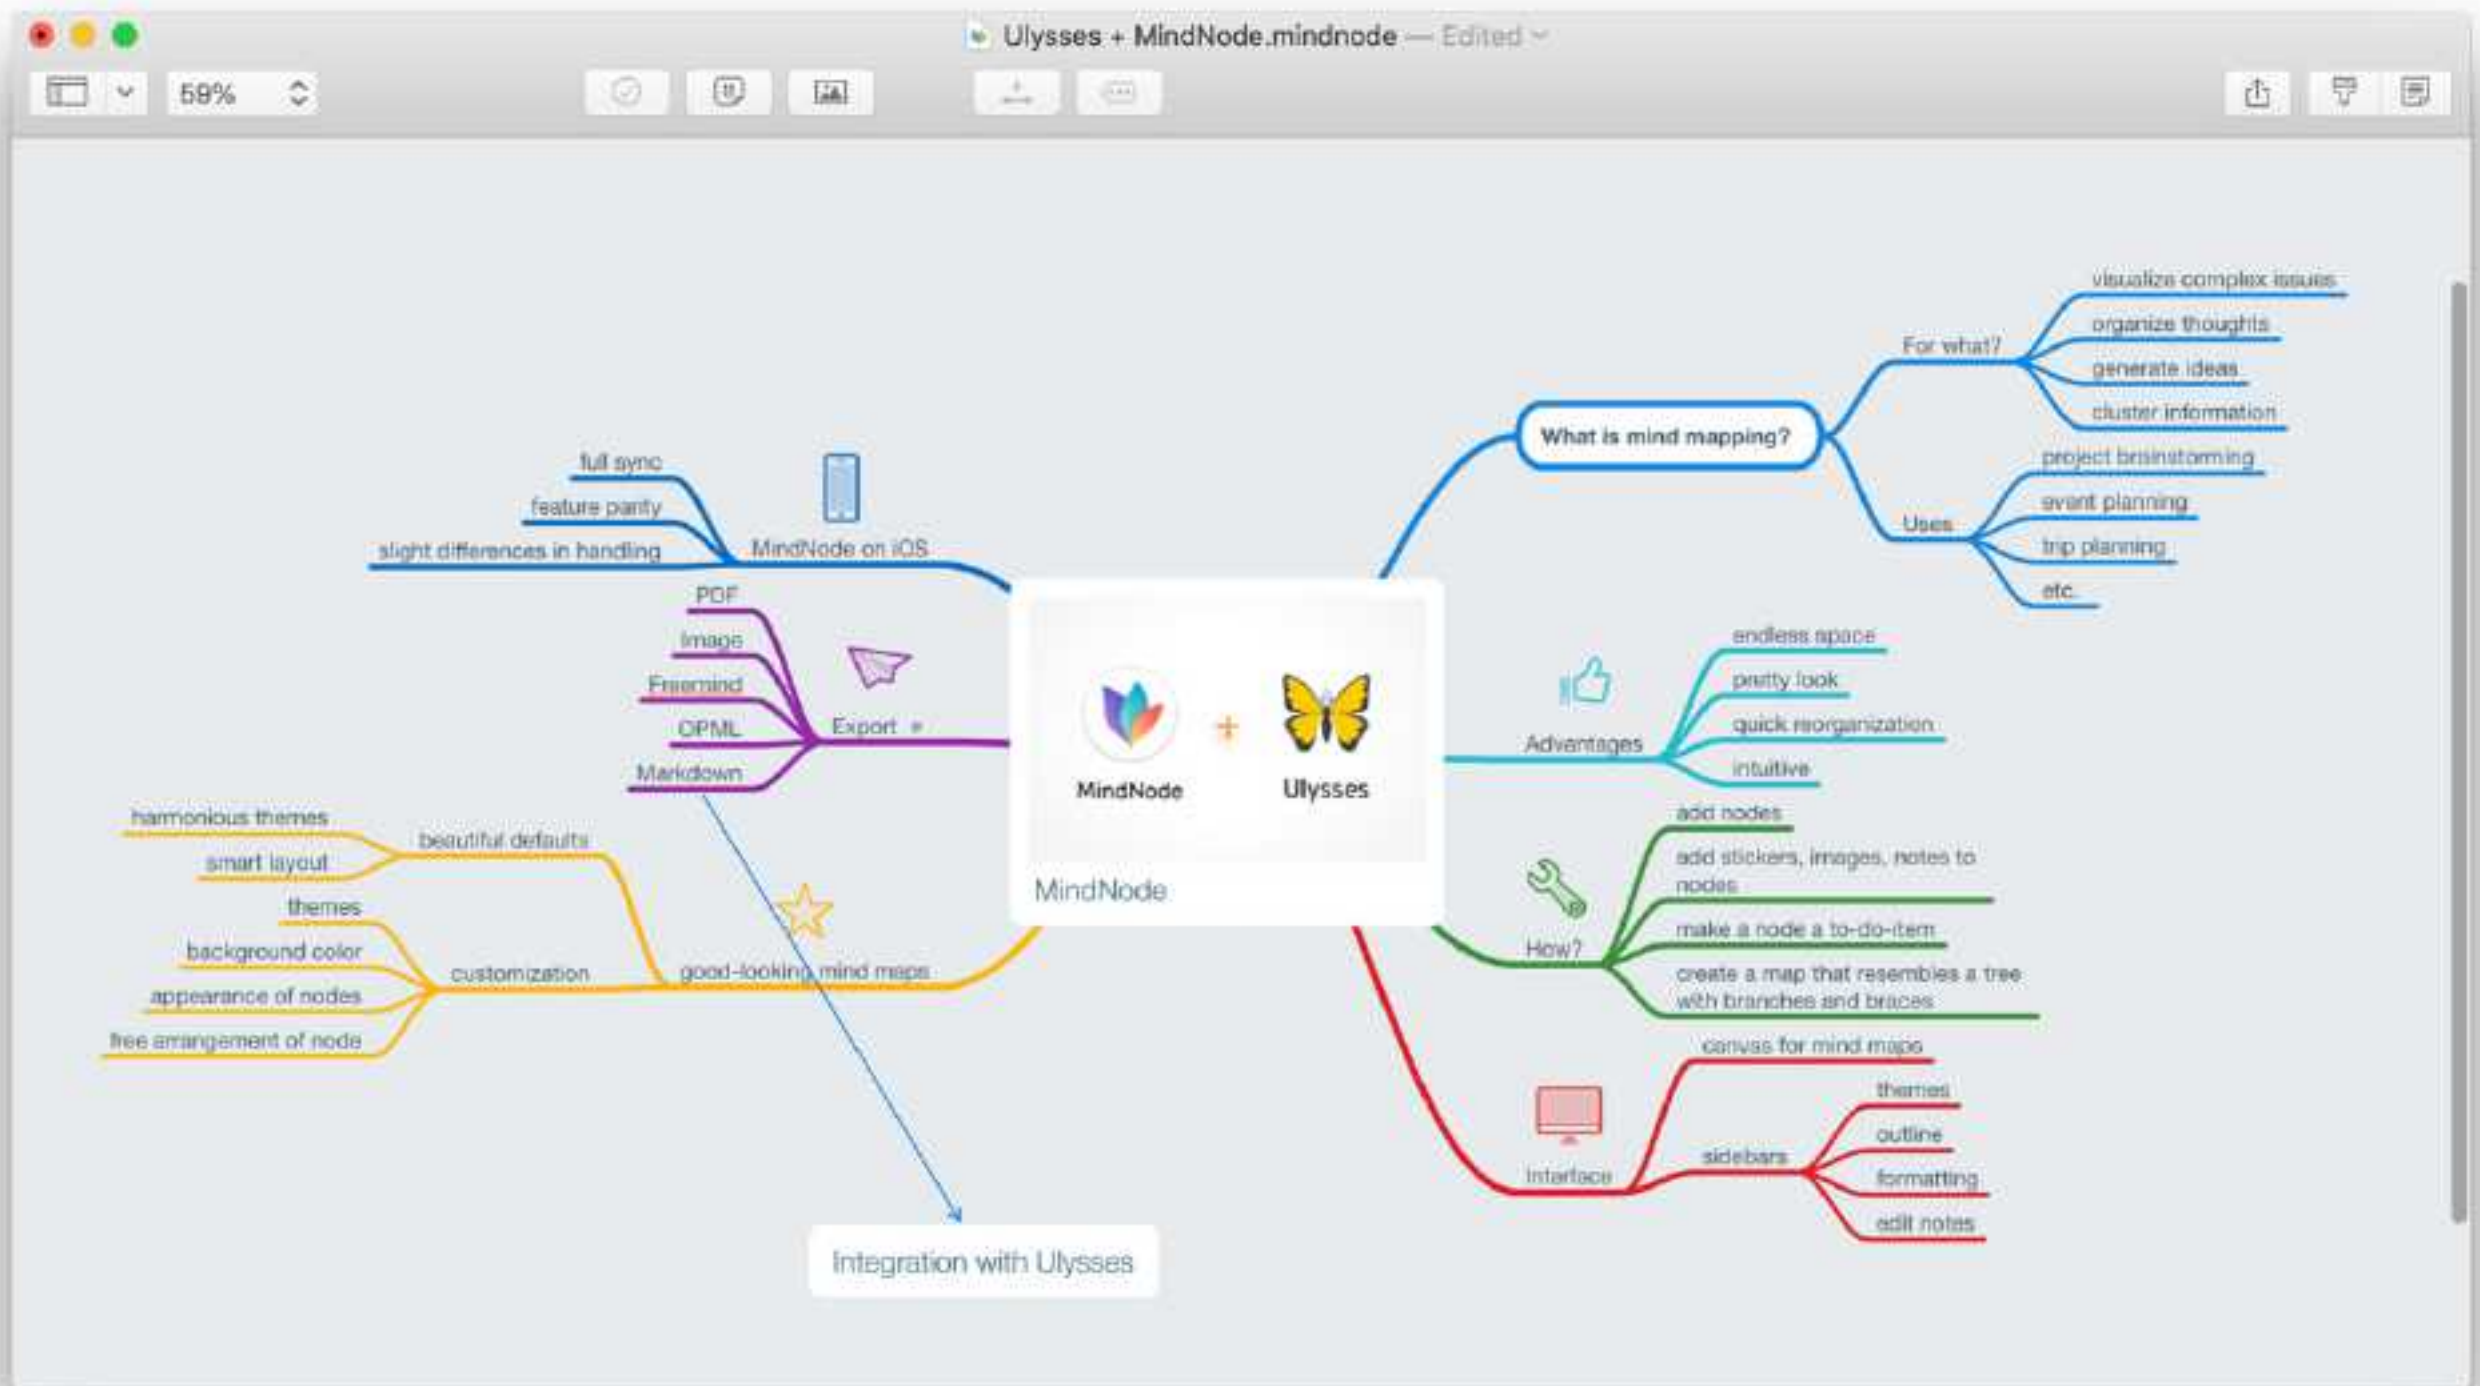 Ulysses + MindNode.mindnode — Edited
59%
full sync
feature parity
slight differences in handling
MindNode on iOS
PDF
Image
Freemind
OPML
Markdown
Export
harmonious themes
smart layout
beautiful defaults
themes
background color
appearance of nodes
free arrangement of node
customization
good-looking mind maps
Integration with Ulysses
MindNode
+
Ulysses
MindNode
What is mind mapping?
For what?
visualize complex issues
organize thoughts
generate ideas
cluster information
Uses
project brainstorming
event planning
trip planning
etc.
Advantages
endless space
pretty look
quick reorganization
intuitive
How?
add nodes
add stickers, images, notes to
nodes
make a node a to-do-item
create a map that resembles a tree
with branches and braces
Interface
canvas for mind maps
sidebars
themes
outline
formatting
edit notes